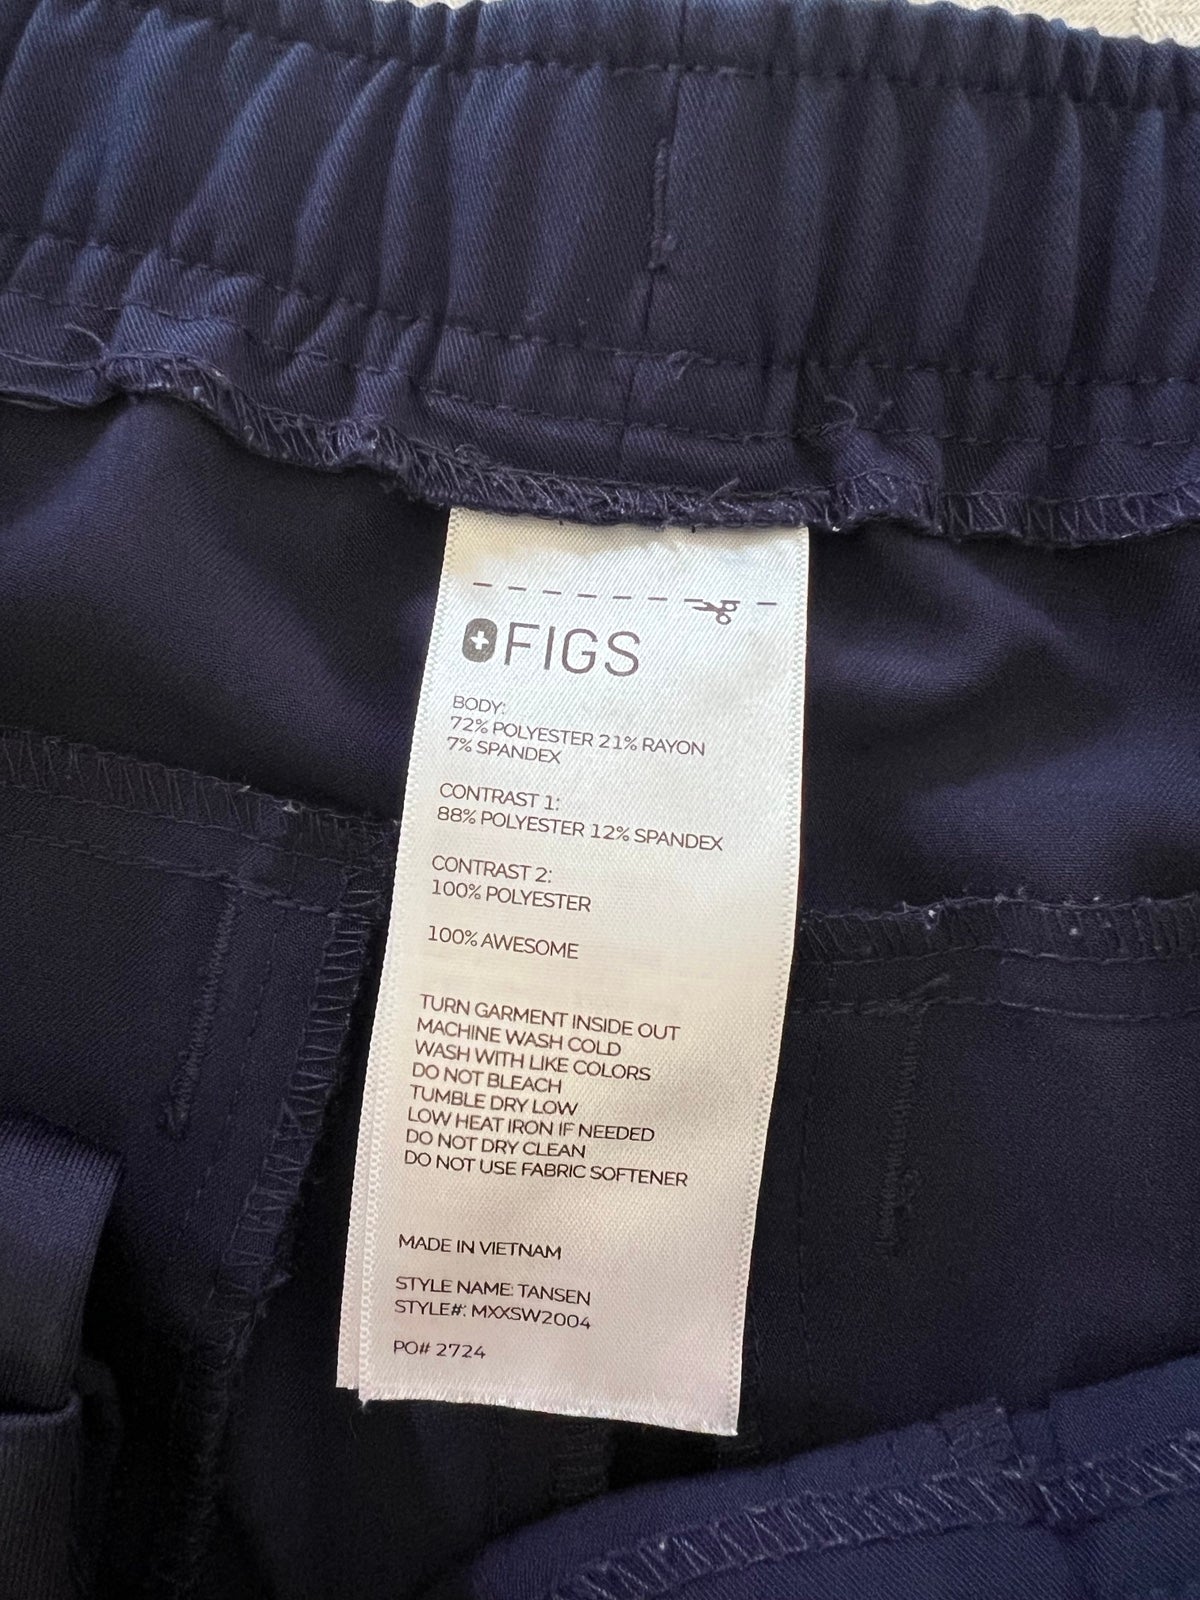 FIGS
BODY:
72% POLYESTER 21% RAYON
7% SPANDEX
CONTRAST 1:
88% POLYESTER 12% SPANDEX
CONTRAST 2:
100% POLYESTER
100% AWESOME
TURN GARMENT INSIDE OUT
MACHINE WASH COLD
WASH WITH LIKE COLORS
DO NOT BLEACH
TUMBLE DRY LOW
LOW HEAT IRON IF NEEDED
DO NOT DRY CLEAN
DO NOT USE FABRIC SOFTENER
MADE IN VIETNAM
STYLE NAME: TANSEN
STYLE#: MXXSW2004
PO# 2724